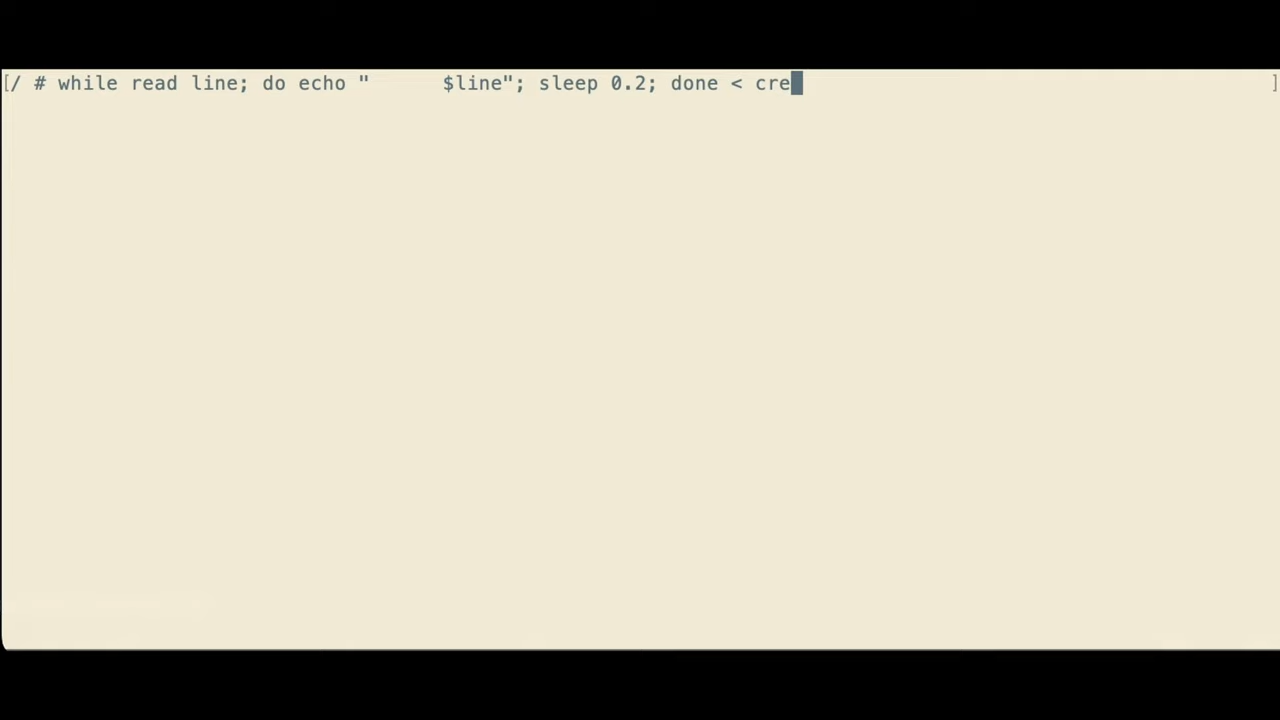 [/ # while read line; do echo "      $line"; sleep 0.2; done < cre ]